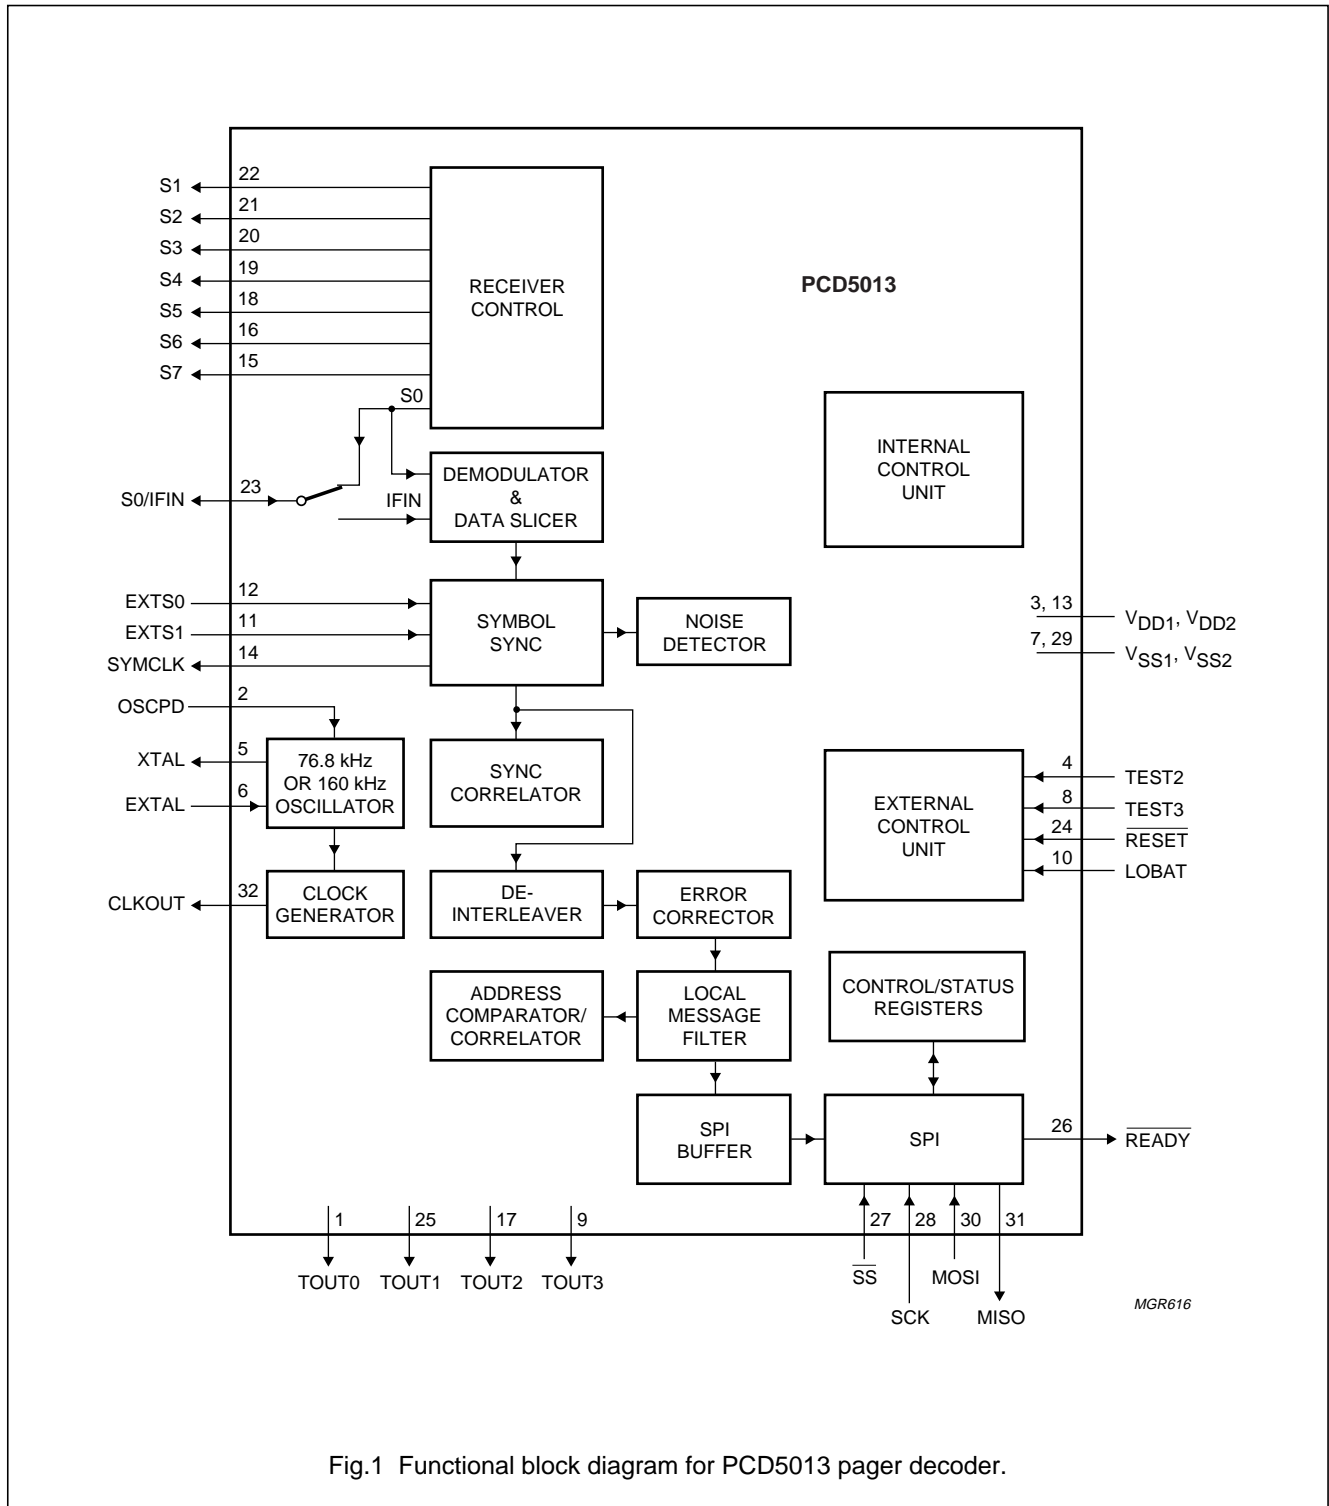 22
S1
21
S2
20
S3
19
S4
18
S5
16
S6
15
S7
RECEIVER
CONTROL
PCD5013
S0
INTERNAL
CONTROL
UNIT
23
S0/IFIN
IFIN
DEMODULATOR
&
DATA SLICER
12
EXTS0
11
EXTS1
14
SYMCLK
SYMBOL
SYNC
NOISE
DETECTOR
3, 13
VDD1, VDD2
7, 29
VSS1, VSS2
2
OSCPD
5
XTAL
6
EXTAL
76.8 kHz
OR 160 kHz
OSCILLATOR
SYNC
CORRELATOR
EXTERNAL
CONTROL
UNIT
4
TEST2
8
TEST3
24
RESET
10
LOBAT
32
CLKOUT
CLOCK
GENERATOR
DE-
INTERLEAVER
ERROR
CORRECTOR
ADDRESS
COMPARATOR/
CORRELATOR
LOCAL
MESSAGE
FILTER
CONTROL/STATUS
REGISTERS
SPI
BUFFER
SPI
26
READY
1
25
17
9
27
28
30
31
TOUT0
TOUT1
TOUT2
TOUT3
SS
MOSI
SCK
MISO
MGR616
Fig.1 Functional block diagram for PCD5013 pager decoder.